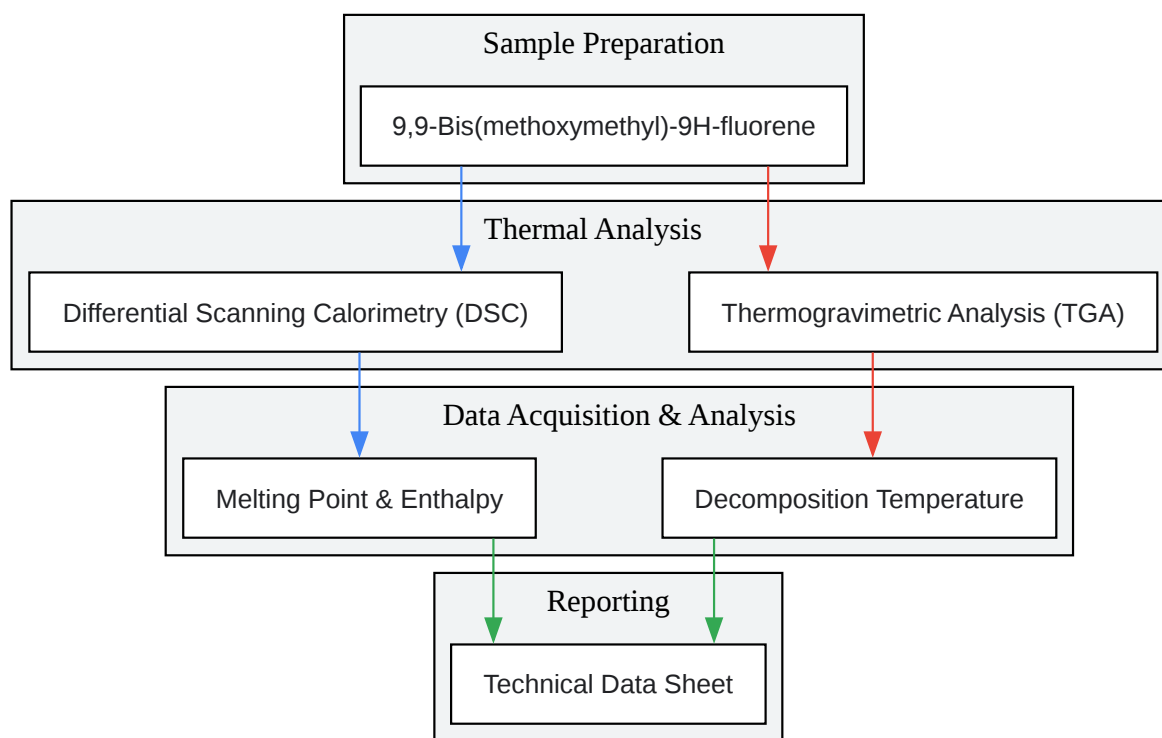 Sample Preparation
9,9-Bis(methoxymethyl)-9H-fluorene
Thermal Analysis
Differential Scanning Calorimetry (DSC)
Thermogravimetric Analysis (TGA)
Data Acquisition & Analysis
Melting Point & Enthalpy
Decomposition Temperature
Reporting
Technical Data Sheet